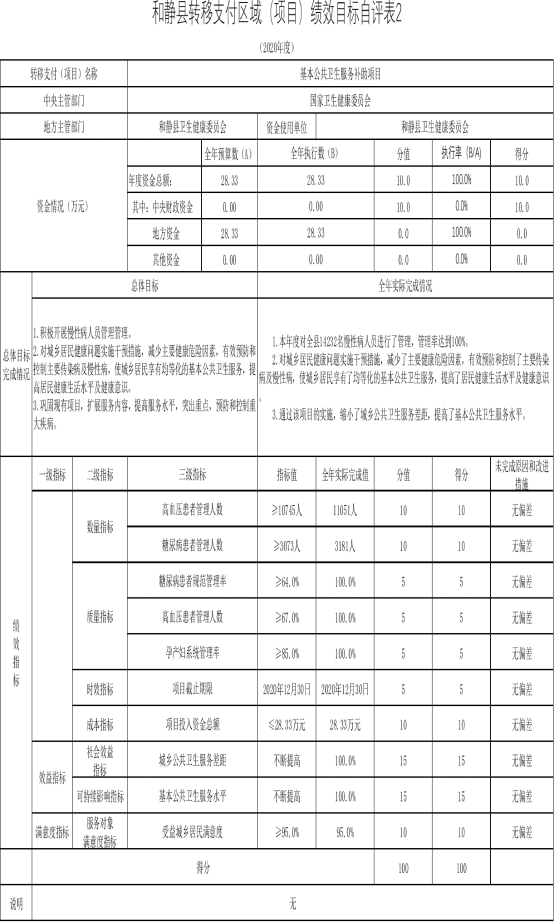 和静县转移支付区域（项目）绩效目标自评表2
（2020年度）
转移支付（项目）名称 基本公共卫生服务补助项目
中央主管部门 国家卫生健康委员会
地方主管部门 和静县卫生健康委员会 资金使用单位 和静县卫生健康委员会
资金情况（万元） 全年预算数（A） 全年执行数（B） 分值 执行率（B/A） 得分
年度资金总额： 28.33 28.33 10.0 100.0% 10.0
其中：中央财政资金 0.00 0.00 10.0 0.0% 10.0
地方资金 28.33 28.33 0.0 100.0% 0.0
其他资金 0.00 0.00 0.0 0.0% 0.0
总体目标完成情况 总体目标 全年实际完成情况
1.积极开展慢性病人员管理管理。
2.对城乡居民健康问题实施干预措施，减少主要健康危险因素，有效预防和
控制主要传染病及慢性病，使城乡居民享有均等化的基本公共卫生服务，提
高居民健康生活水平及健康意识。
3.巩固现有项目，扩展服务内容，提高服务水平，突出重点，预防和控制重
大疾病。
1.本年度对全县14232名慢性病人员进行了管理，管理率达到100%。
2.对城乡居民健康问题实施干预措施，减少了主要健康危险因素，有效预防和控制了主要传染
病及慢性病，使城乡居民享有了均等化的基本公共卫生服务，提高了居民健康生活水平及健康意识
。
3.通过该项目的实施，缩小了城乡公共卫生服务差距，提高了基本公共卫生服务水平。
绩效指标
一级指标 二级指标 三级指标 指标值 全年实际完成值 分值 得分 未完成原因和改进措施
数量指标 高血压患者管理人数 ≥10745人 11051人 10 10 无偏差
糖尿病患者管理人数 ≥3073人 3181人 10 10 无偏差
质量指标 糖尿病患者规范管理率 ≥64.0% 100.0% 5 5 无偏差
高血压患者管理人数 ≥67.0% 100.0% 5 5 无偏差
孕产妇系统管理率 ≥85.0% 100.0% 5 5 无偏差
时效指标 项目截止期限 2020年12月30日 2020年12月30日 5 5 无偏差
成本指标 项目投入资金总额 ≤28.33万元 28.33万元 10 10 无偏差
效益指标 社会效益指标 城乡公共卫生服务差距 不断提高 100.0% 15 15 无偏差
可持续影响指标 基本公共卫生服务水平 不断提高 100.0% 15 15 无偏差
满意度指标 服务对象满意度指标 受益城乡居民满意度 ≥95.0% 95.0% 10 10 无偏差
得分 100 100
说明 无